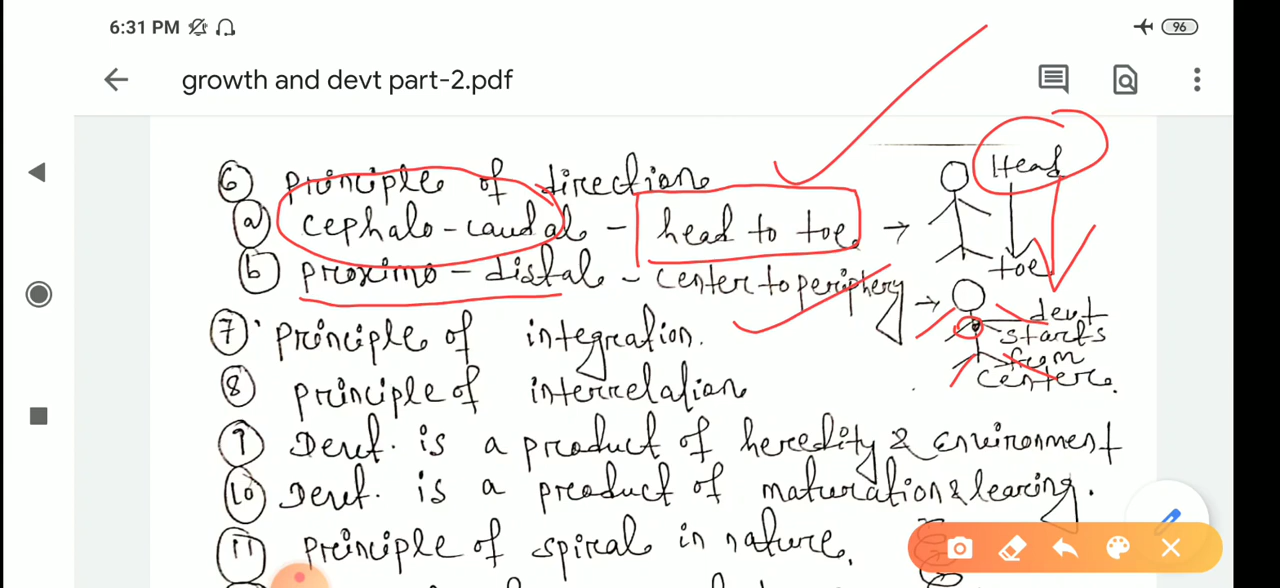 6:31 PM
96
growth and devt part-2.pdf
⑥ principle of direction
ⓐ cephalo-caudal - head to toe →
Head
toe
ⓑ proximo-distal - center to periphery →
devt
starts
from
center.
⑦ principle of integration.
⑧ principle of interrelation
⑨ Devt. is a product of heredity & environment
⑩ Devt. is a product of maturation & learing.
⑪ principle of spiral in nature.